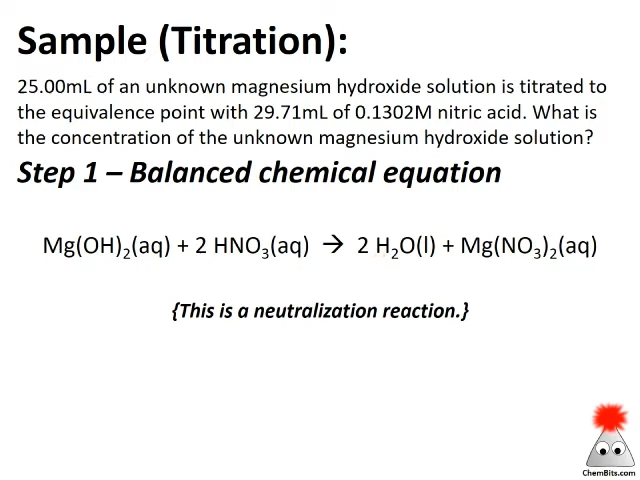 Sample (Titration):
25.00mL of an unknown magnesium hydroxide solution is titrated to
the equivalence point with 29.71mL of 0.1302M nitric acid. What is
the concentration of the unknown magnesium hydroxide solution?
Step 1 – Balanced chemical equation
Mg(OH)₂(aq) + 2 HNO₃(aq) → 2 H₂O(l) + Mg(NO₃)₂(aq)
{This is a neutralization reaction.}
ChemBits.com